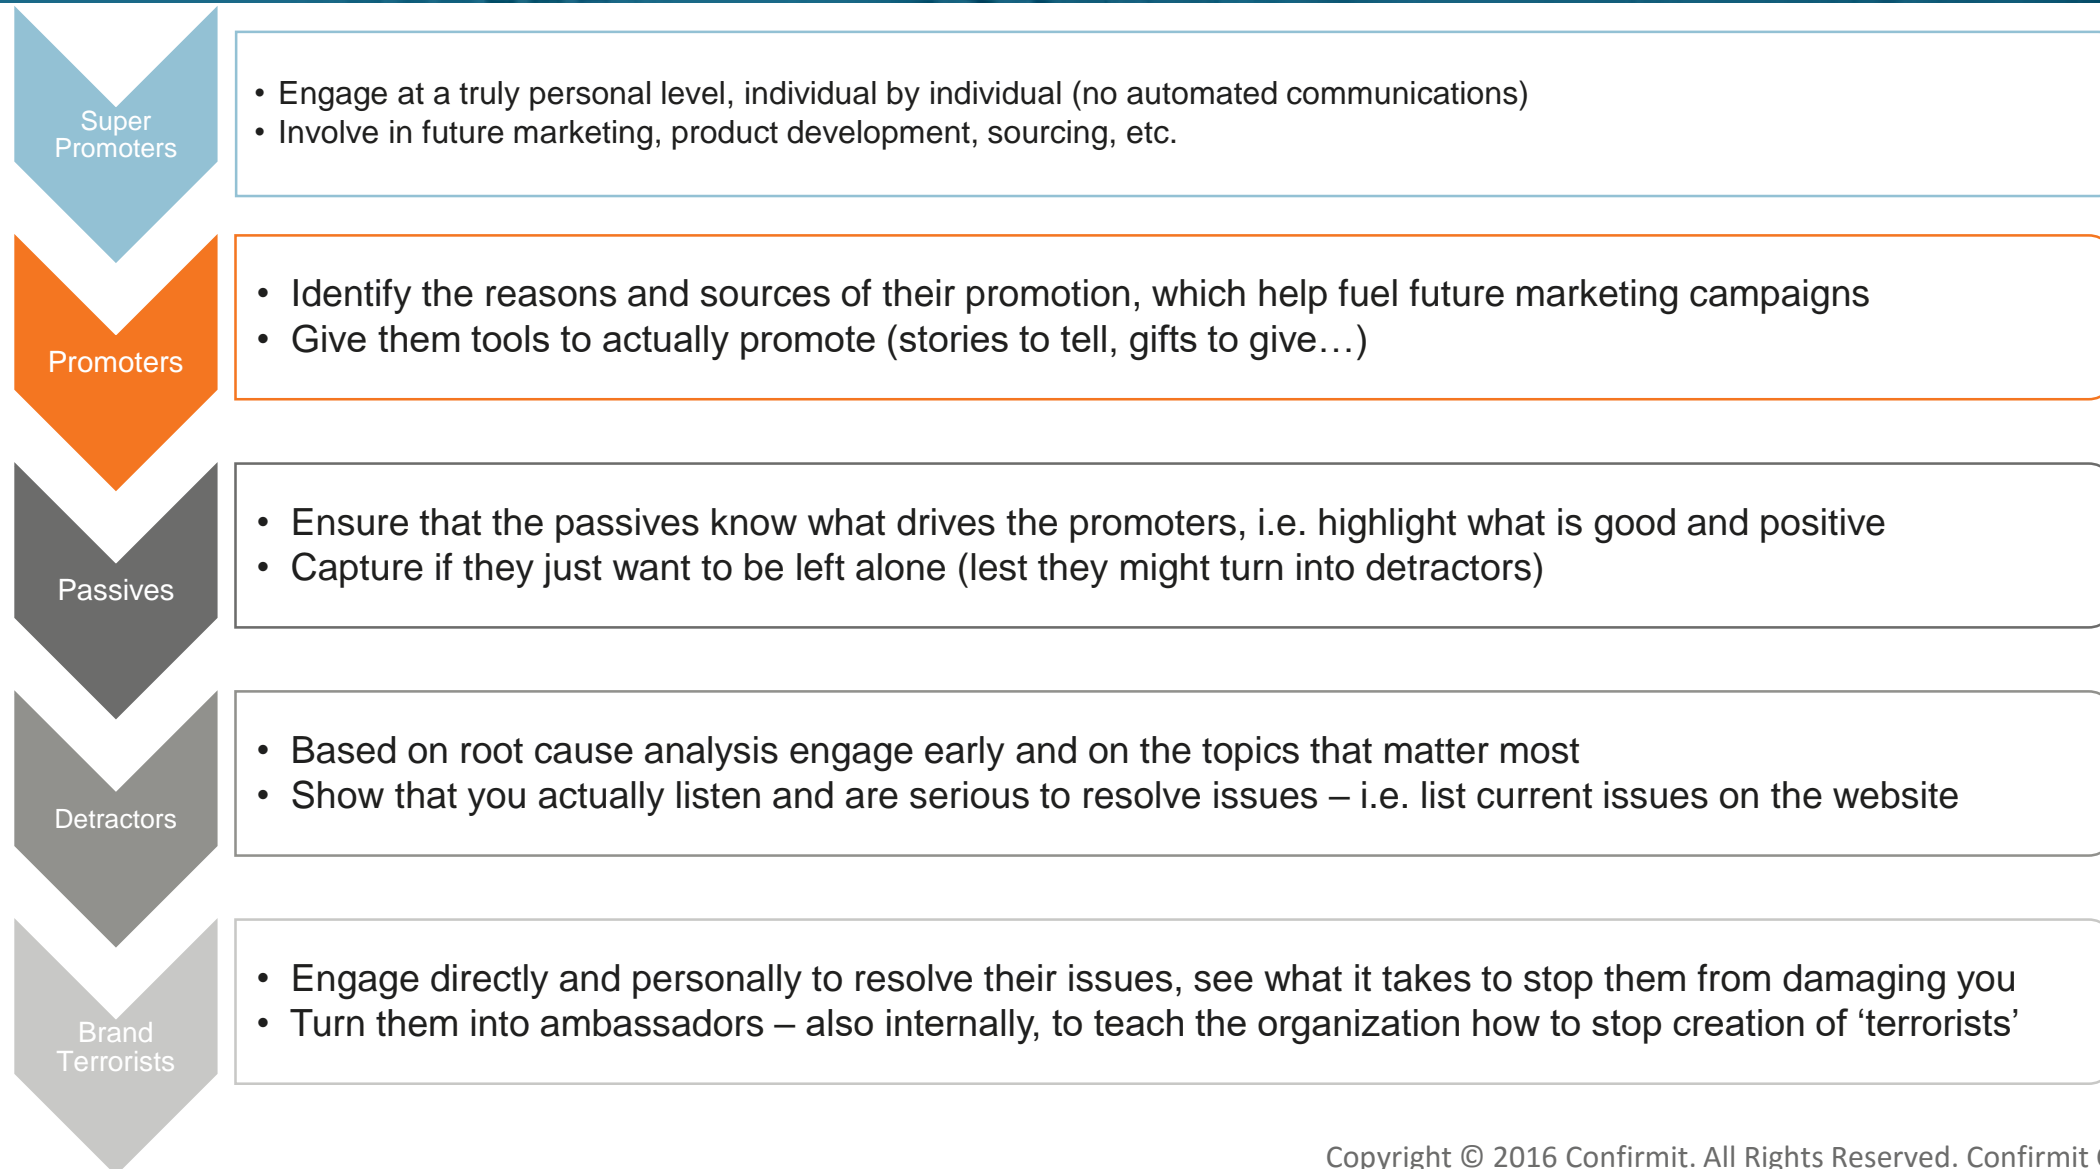 Super
Promoters
• Engage at a truly personal level, individual by individual (no automated communications)
• Involve in future marketing, product development, sourcing, etc.
Promoters
• Identify the reasons and sources of their promotion, which help fuel future marketing campaigns
• Give them tools to actually promote (stories to tell, gifts to give…)
Passives
• Ensure that the passives know what drives the promoters, i.e. highlight what is good and positive
• Capture if they just want to be left alone (lest they might turn into detractors)
Detractors
• Based on root cause analysis engage early and on the topics that matter most
• Show that you actually listen and are serious to resolve issues – i.e. list current issues on the website
Brand
Terrorists
• Engage directly and personally to resolve their issues, see what it takes to stop them from damaging you
• Turn them into ambassadors – also internally, to teach the organization how to stop creation of ‘terrorists’
Copyright © 2016 Confirmit. All Rights Reserved. Confirmit